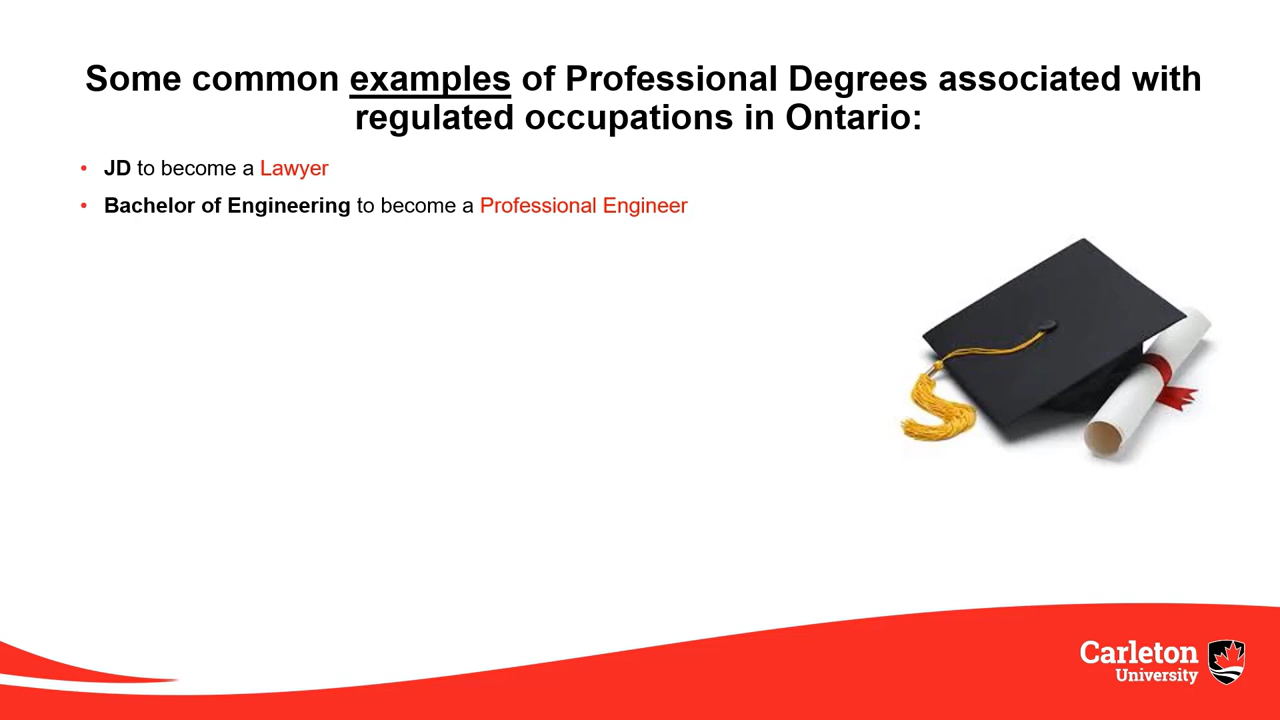 Some common examples of Professional Degrees associated with
regulated occupations in Ontario:
• JD to become a Lawyer
• Bachelor of Engineering to become a Professional Engineer
Carleton
University